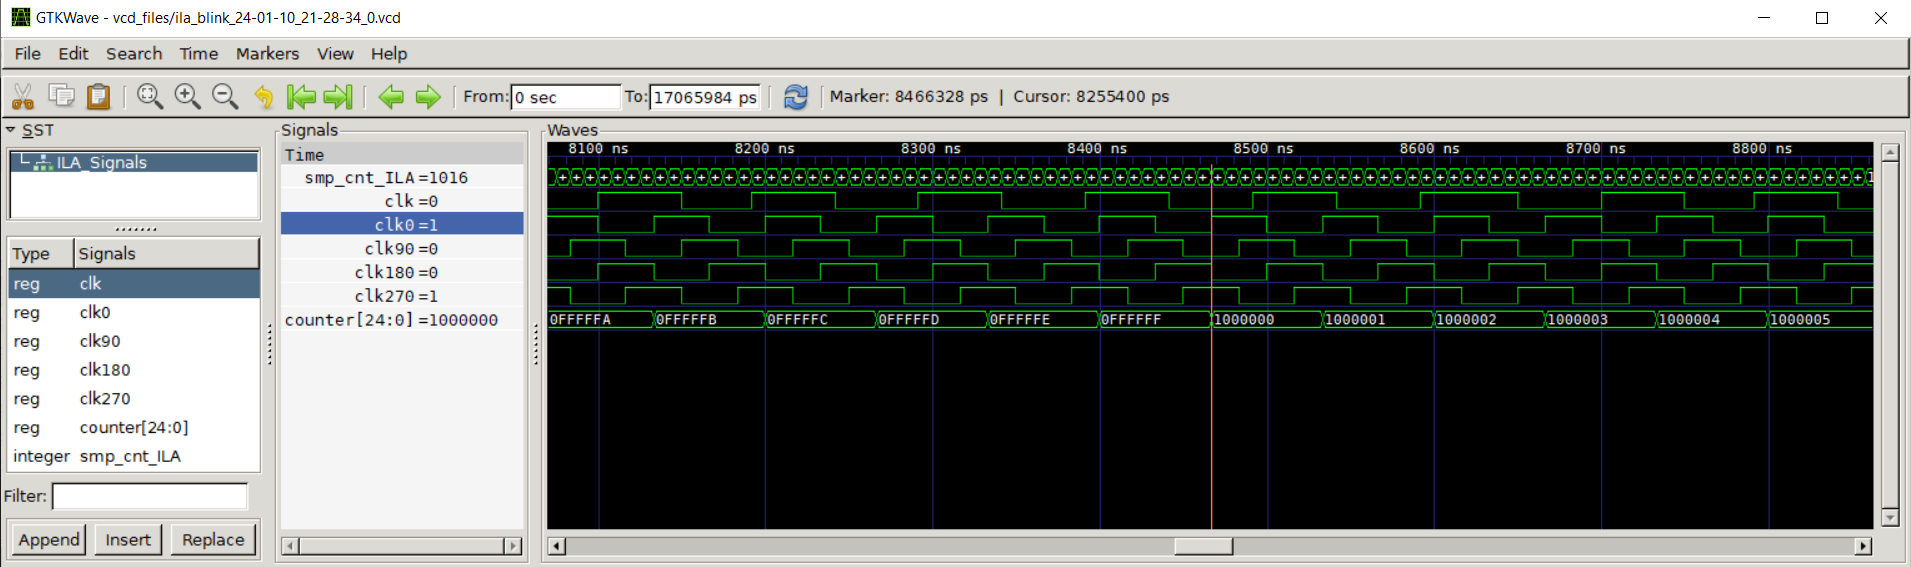 GTKWave - vcd_files/ila_blink_24-01-10_21-28-34_0.vcd
File Edit Search Time Markers View Help
From: 0 sec To: 17065984 ps Marker: 8466328 ps | Cursor: 8255400 ps
SST
ILA_Signals
Type Signals
reg clk
reg clk0
reg clk90
reg clk180
reg clk270
reg counter[24:0]
integer smp_cnt_ILA
Filter:
Append Insert Replace
Signals
Time
smp_cnt_ILA=1016
clk=0
clk0=1
clk90=0
clk180=0
clk270=1
counter[24:0]=1000000
Waves
8100 ns 8200 ns 8300 ns 8400 ns 8500 ns 8600 ns 8700 ns 8800 ns
0FFFFFA 0FFFFFB 0FFFFFC 0FFFFFD 0FFFFFE 0FFFFFF 1000000 1000001 1000002 1000003 1000004 1000005